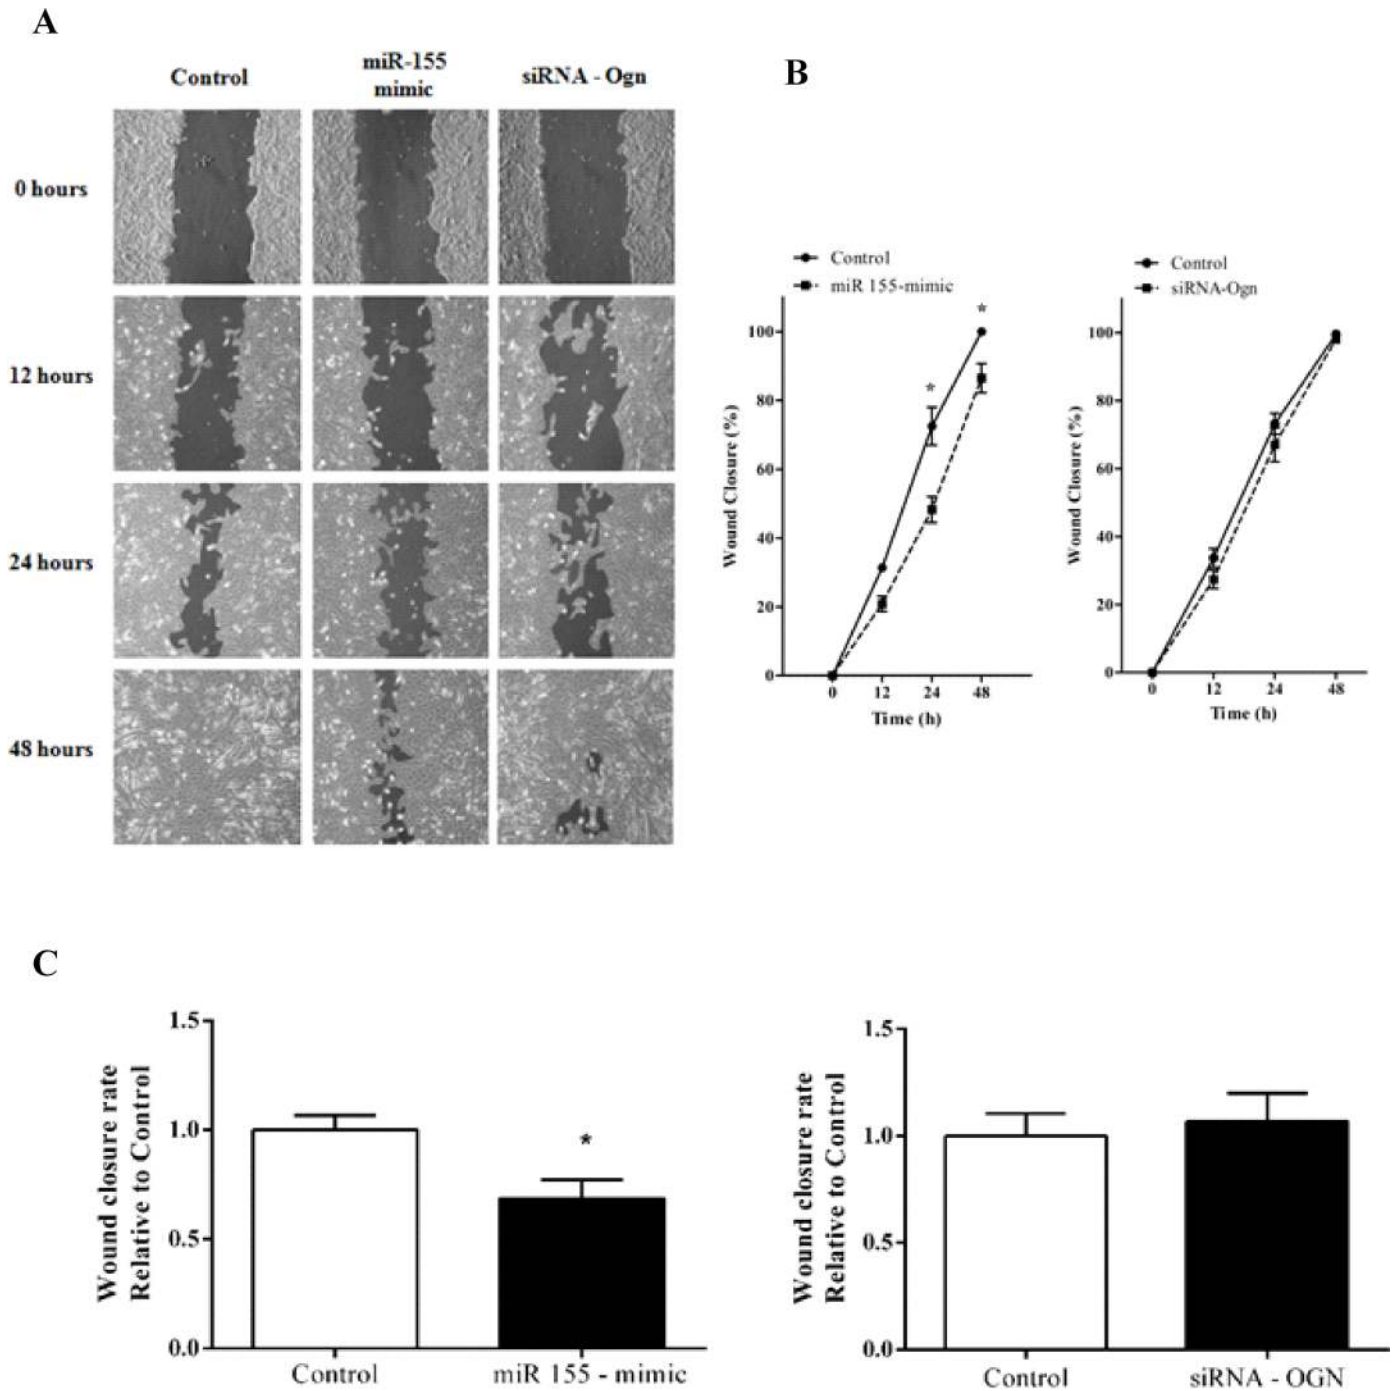 A
Control
miR-155
mimic
siRNA - Ogn
0 hours
12 hours
24 hours
48 hours
B
Control
miR 155-mimic
*
*
100
80
60
40
20
0
Wound Closure (%)
0 12 24 48
Time (h)
Control
siRNA-Ogn
100
80
60
40
20
0
Wound Closure (%)
0 12 24 48
Time (h)
C
1.5
1.0
0.5
0.0
Wound closure rate
Relative to Control
*
Control miR 155 - mimic
1.5
1.0
0.5
0.0
Wound closure rate
Relative to Control
Control siRNA - OGN